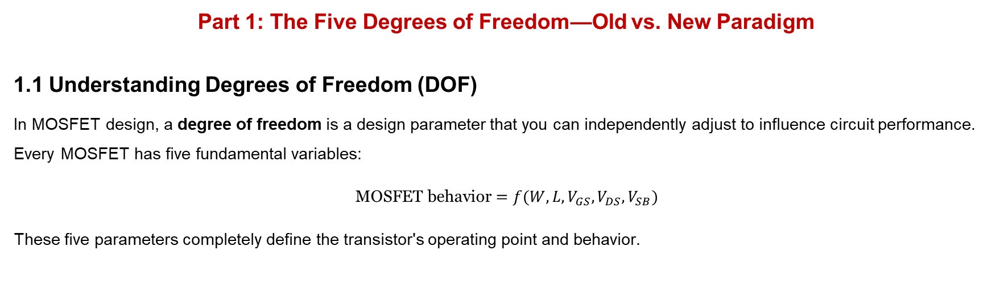 Part 1: The Five Degrees of Freedom—Old vs. New Paradigm
1.1 Understanding Degrees of Freedom (DOF)
In MOSFET design, a degree of freedom is a design parameter that you can independently adjust to influence circuit performance.
Every MOSFET has five fundamental variables:
MOSFET behavior = f(W, L, V_GS, V_DS, V_SB)
These five parameters completely define the transistor's operating point and behavior.